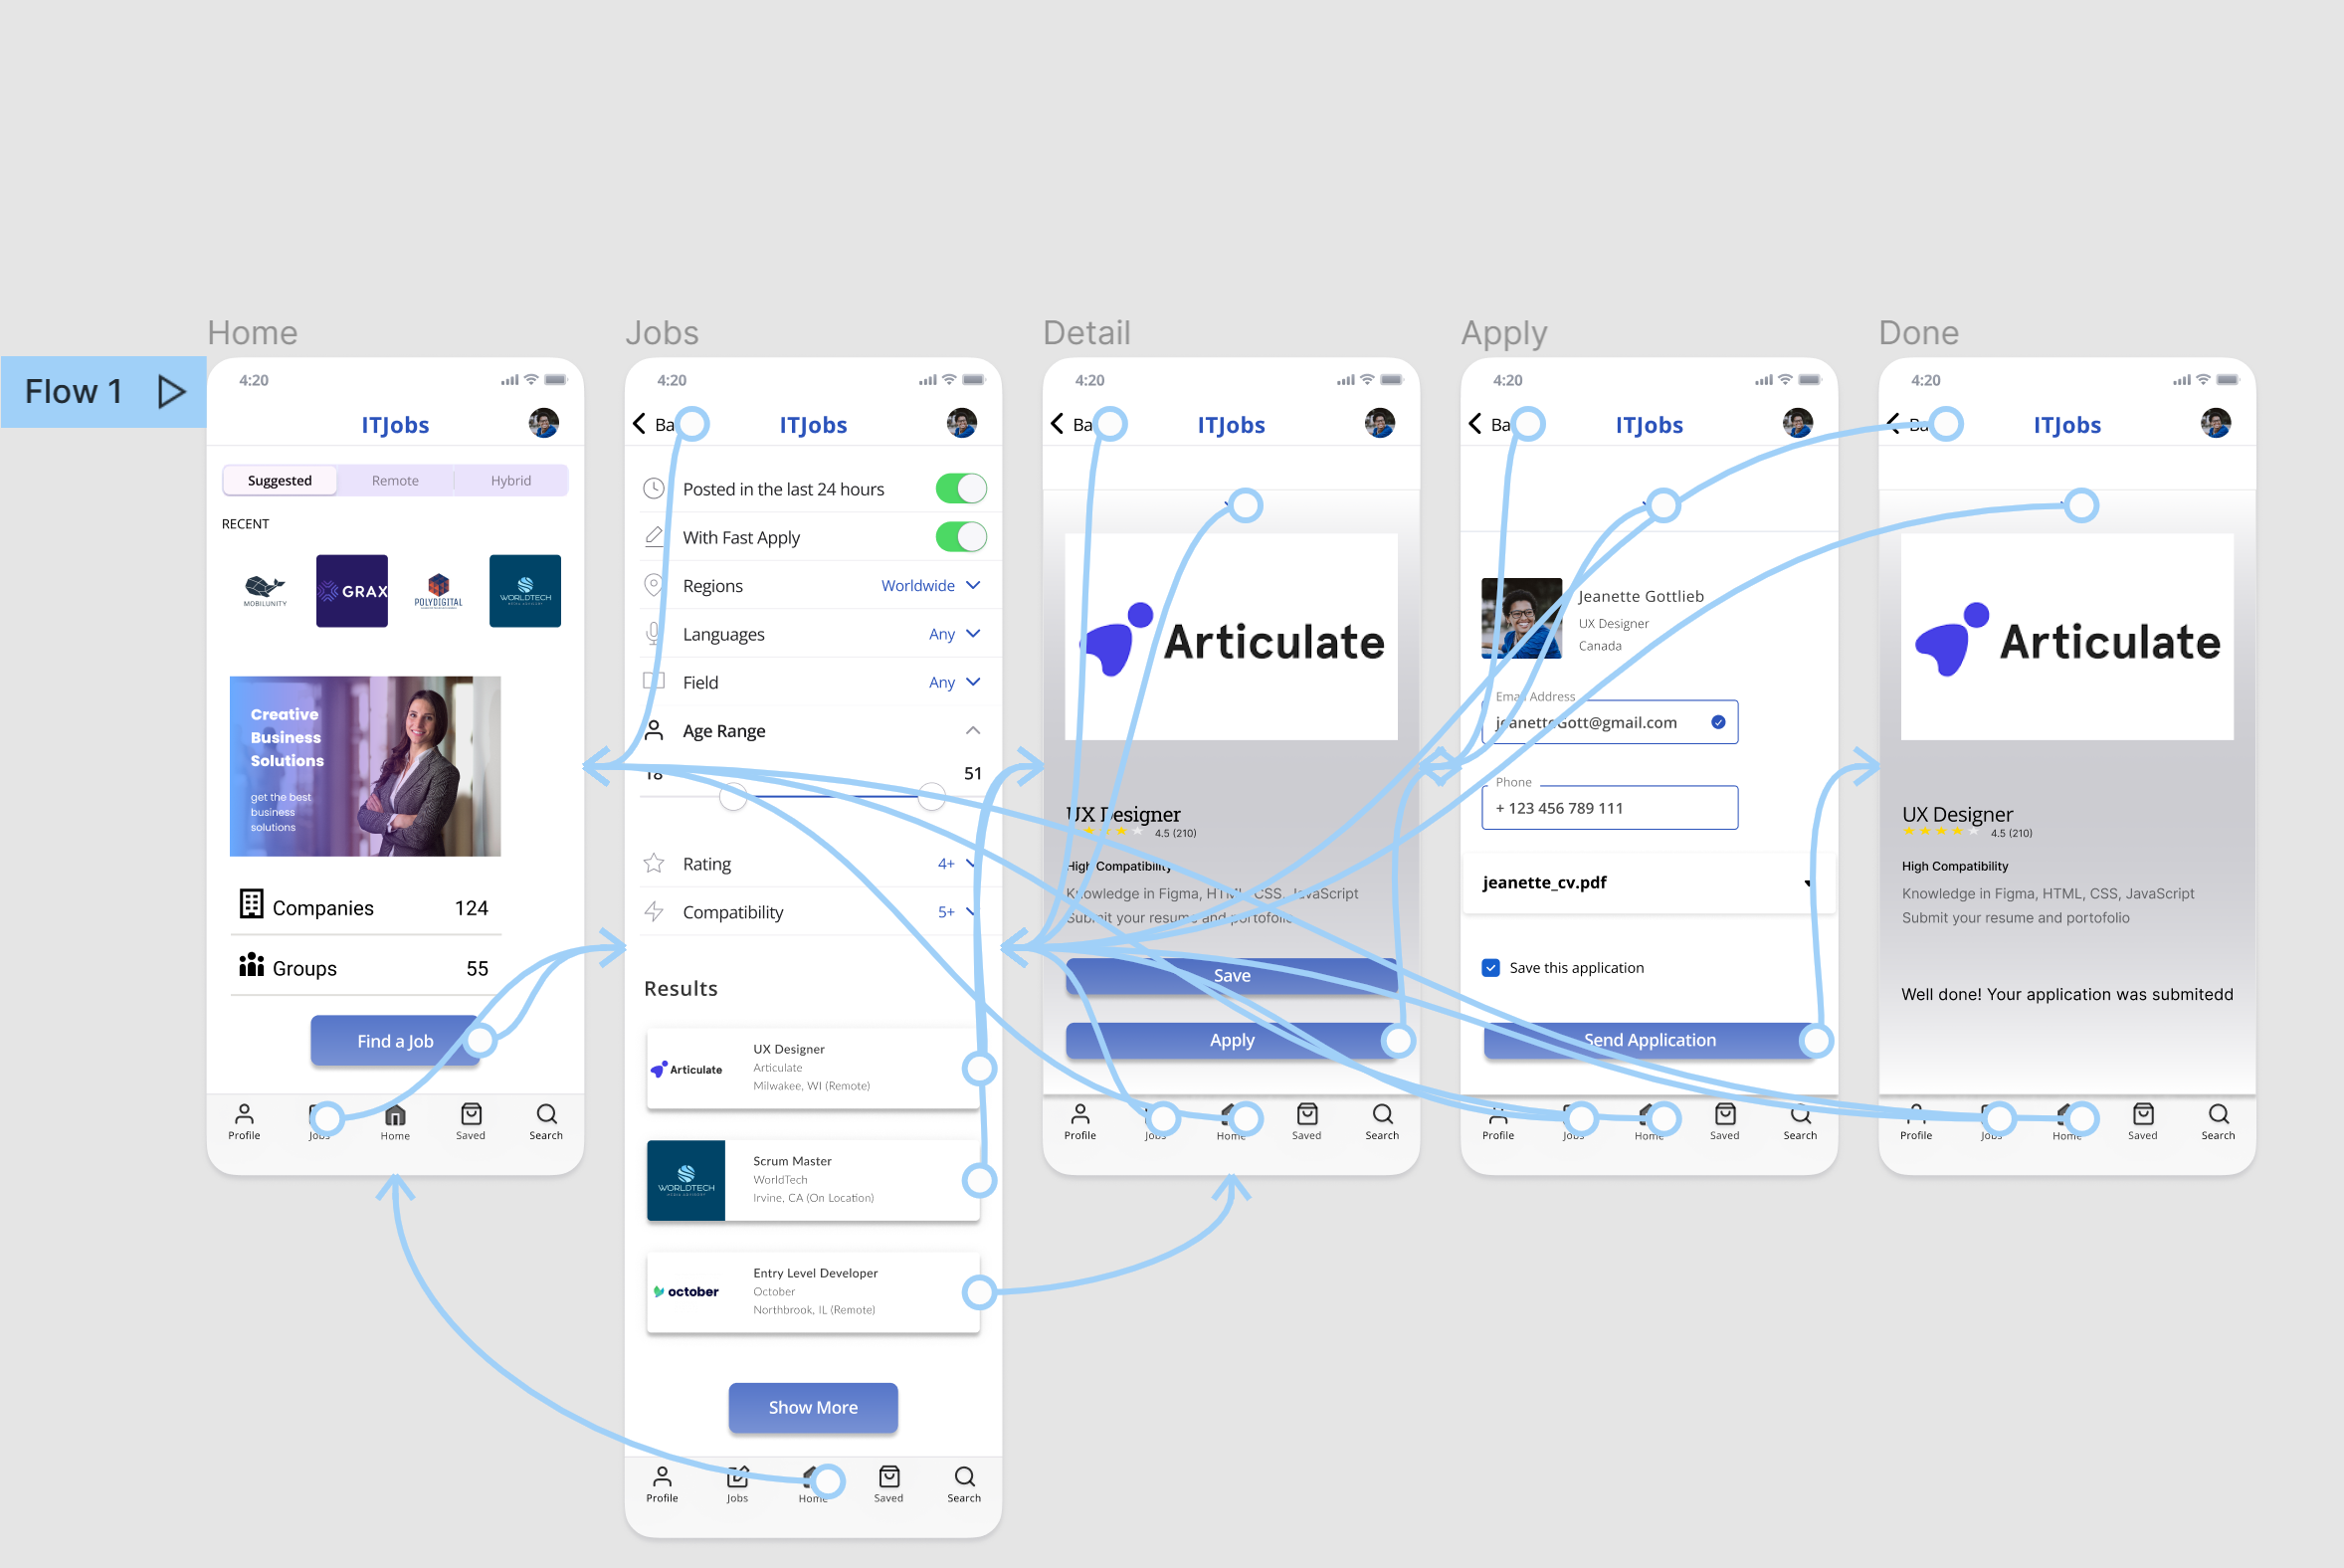 Flow 1
Home
4:20
ITJobs
Suggested
Remote
Hybrid
RECENT
MOBILUNITY
GRAX
POLYDIGITAL
WORLDTECH
Creative
Business
Solutions
get the best
business
solutions
Companies 124
Groups 55
Find a Job
Profile
Jobs
Home
Saved
Search
Jobs
4:20
Ba
ITJobs
Posted in the last 24 hours
With Fast Apply
Regions Worldwide
Languages Any
Field Any
Age Range
18 51
Rating 4+
Compatibility 5+
Results
Articulate
UX Designer
Articulate
Milwakee, WI (Remote)
WORLDTECH
Scrum Master
WorldTech
Irvine, CA (On Location)
october
Entry Level Developer
October
Northbrook, IL (Remote)
Show More
Profile
Jobs
Home
Saved
Search
Detail
4:20
Ba
ITJobs
Articulate
UX Designer
4.5 (210)
High Compatibility
Knowledge in Figma, HTML, CSS, JavaScript
Submit your resume and portofolio
Save
Apply
Profile
Jobs
Home
Saved
Search
Apply
4:20
Ba
ITJobs
Jeanette Gottlieb
UX Designer
Canada
Email Address
jeanetteGott@gmail.com
Phone
+ 123 456 789 111
jeanette_cv.pdf
Save this application
Send Application
Profile
Jobs
Home
Saved
Search
Done
4:20
Ba
ITJobs
Articulate
UX Designer
4.5 (210)
High Compatibility
Knowledge in Figma, HTML, CSS, JavaScript
Submit your resume and portofolio
Well done! Your application was submitedd
Profile
Jobs
Home
Saved
Search